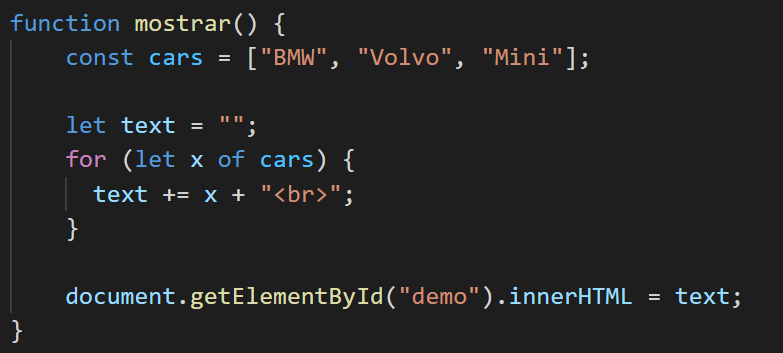 function mostrar() {
    const cars = ["BMW", "Volvo", "Mini"];

    let text = "";
    for (let x of cars) {
      text += x + "<br>";
    }

    document.getElementById("demo").innerHTML = text;
}